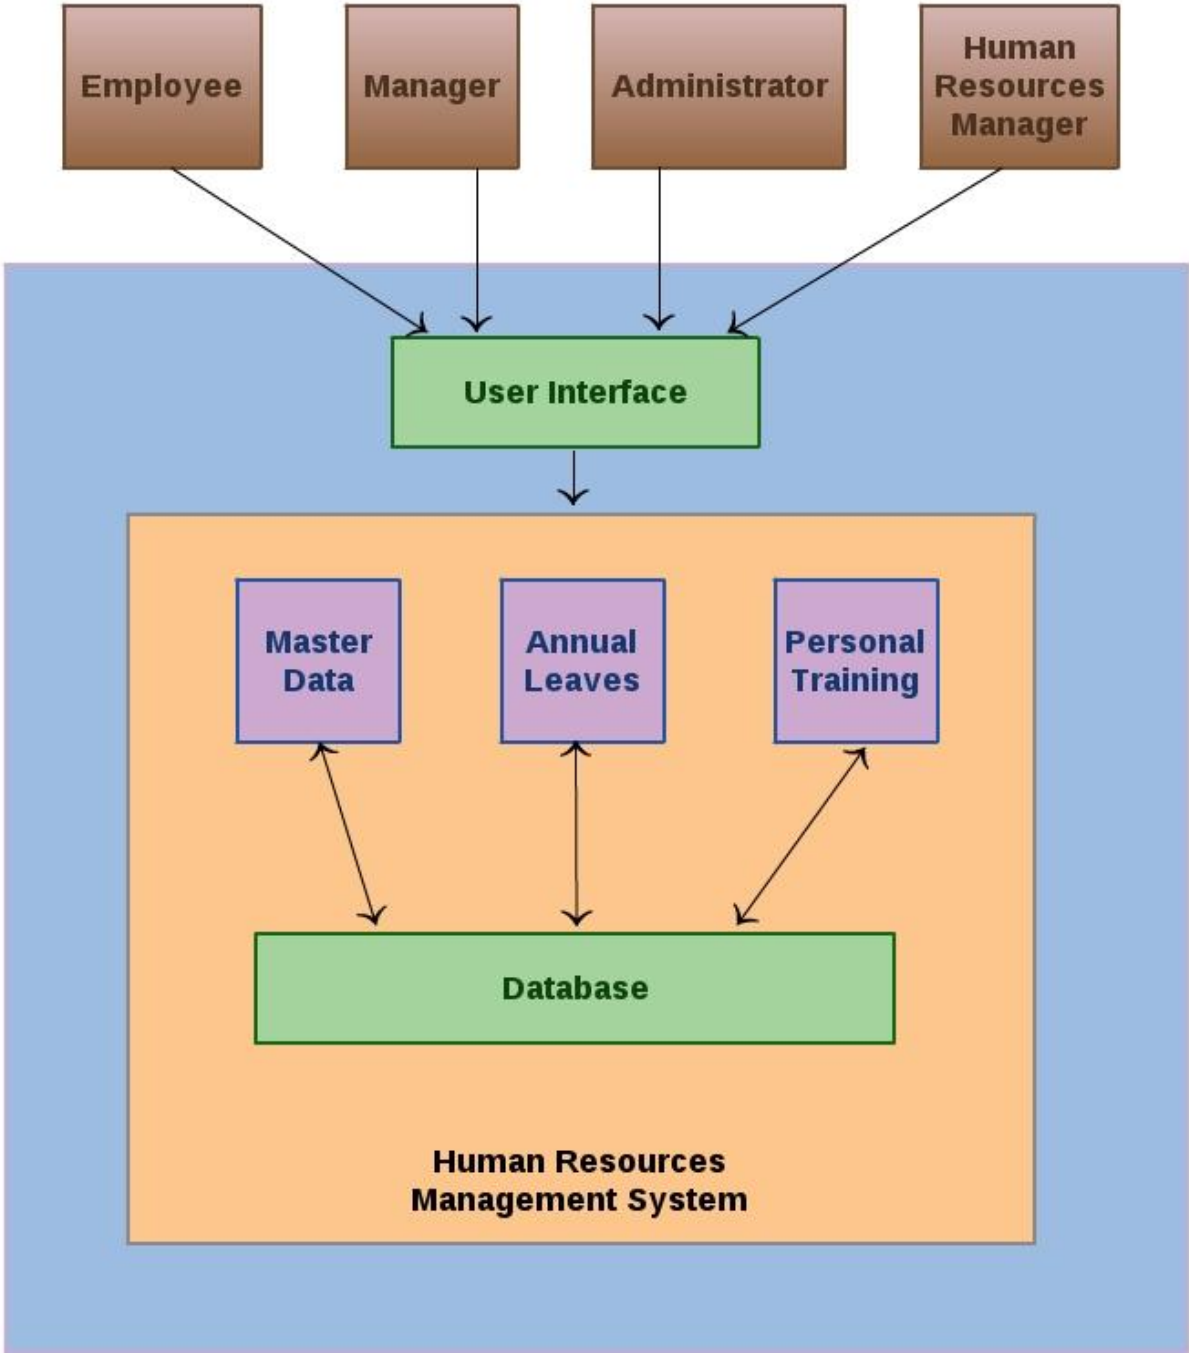 Employee
Manager
Administrator
Human
Resources
Manager
User Interface
Master
Data
Annual
Leaves
Personal
Training
Database
Human Resources
Management System